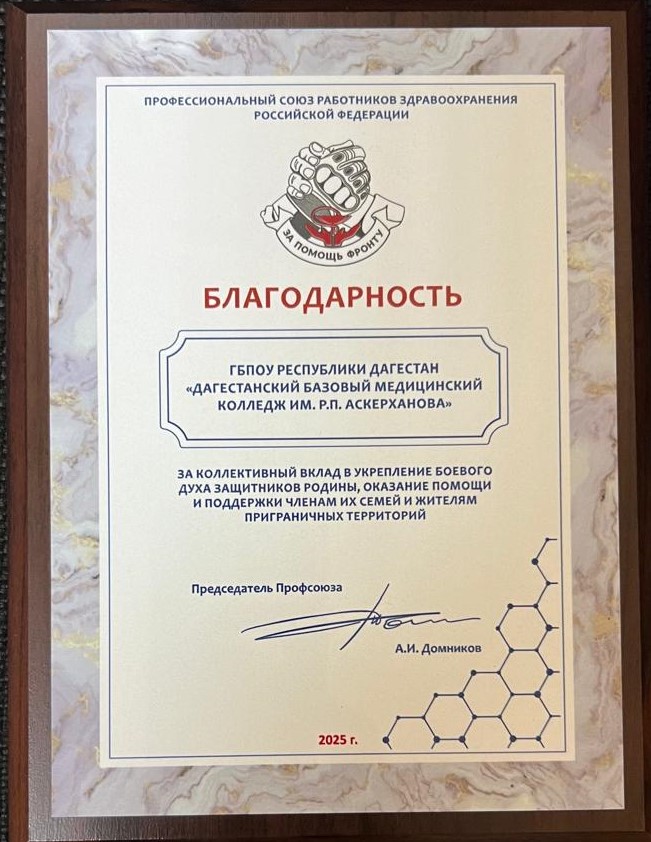 ПРОФЕССИОНАЛЬНЫЙ СОЮЗ РАБОТНИКОВ ЗДРАВООХРАНЕНИЯ
РОССИЙСКОЙ ФЕДЕРАЦИИ
ЗА ПОМОЩЬ ФРОНТУ
БЛАГОДАРНОСТЬ
ГБПОУ РЕСПУБЛИКИ ДАГЕСТАН
«ДАГЕСТАНСКИЙ БАЗОВЫЙ МЕДИЦИНСКИЙ
КОЛЛЕДЖ ИМ. Р.П. АСКЕРХАНОВА»
ЗА КОЛЛЕКТИВНЫЙ ВКЛАД В УКРЕПЛЕНИЕ БОЕВОГО
ДУХА ЗАЩИТНИКОВ РОДИНЫ, ОКАЗАНИЕ ПОМОЩИ
И ПОДДЕРЖКИ ЧЛЕНАМ ИХ СЕМЕЙ И ЖИТЕЛЯМ
ПРИГРАНИЧНЫХ ТЕРРИТОРИЙ
Председатель Профсоюза
А.И. Домников
2025 г.